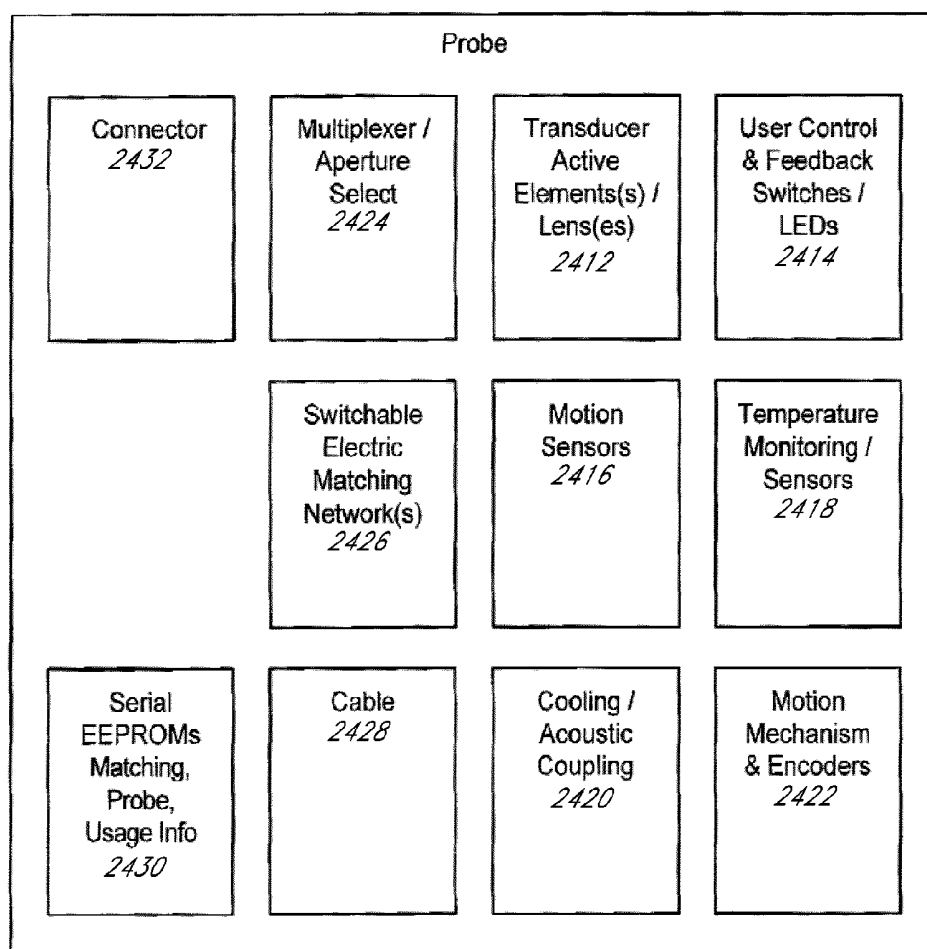 Probe
Connector
2432
Multiplexer /
Aperture
Select
2424
Transducer
Active
Elements(s) /
Lens(es)
2412
User Control
& Feedback
Switches /
LEDs
2414
Switchable
Electric
Matching
Network(s)
2426
Motion
Sensors
2416
Temperature
Monitoring /
Sensors
2418
Serial
EEPROMs
Matching,
Probe,
Usage Info
2430
Cable
2428
Cooling /
Acoustic
Coupling
2420
Motion
Mechanism
& Encoders
2422